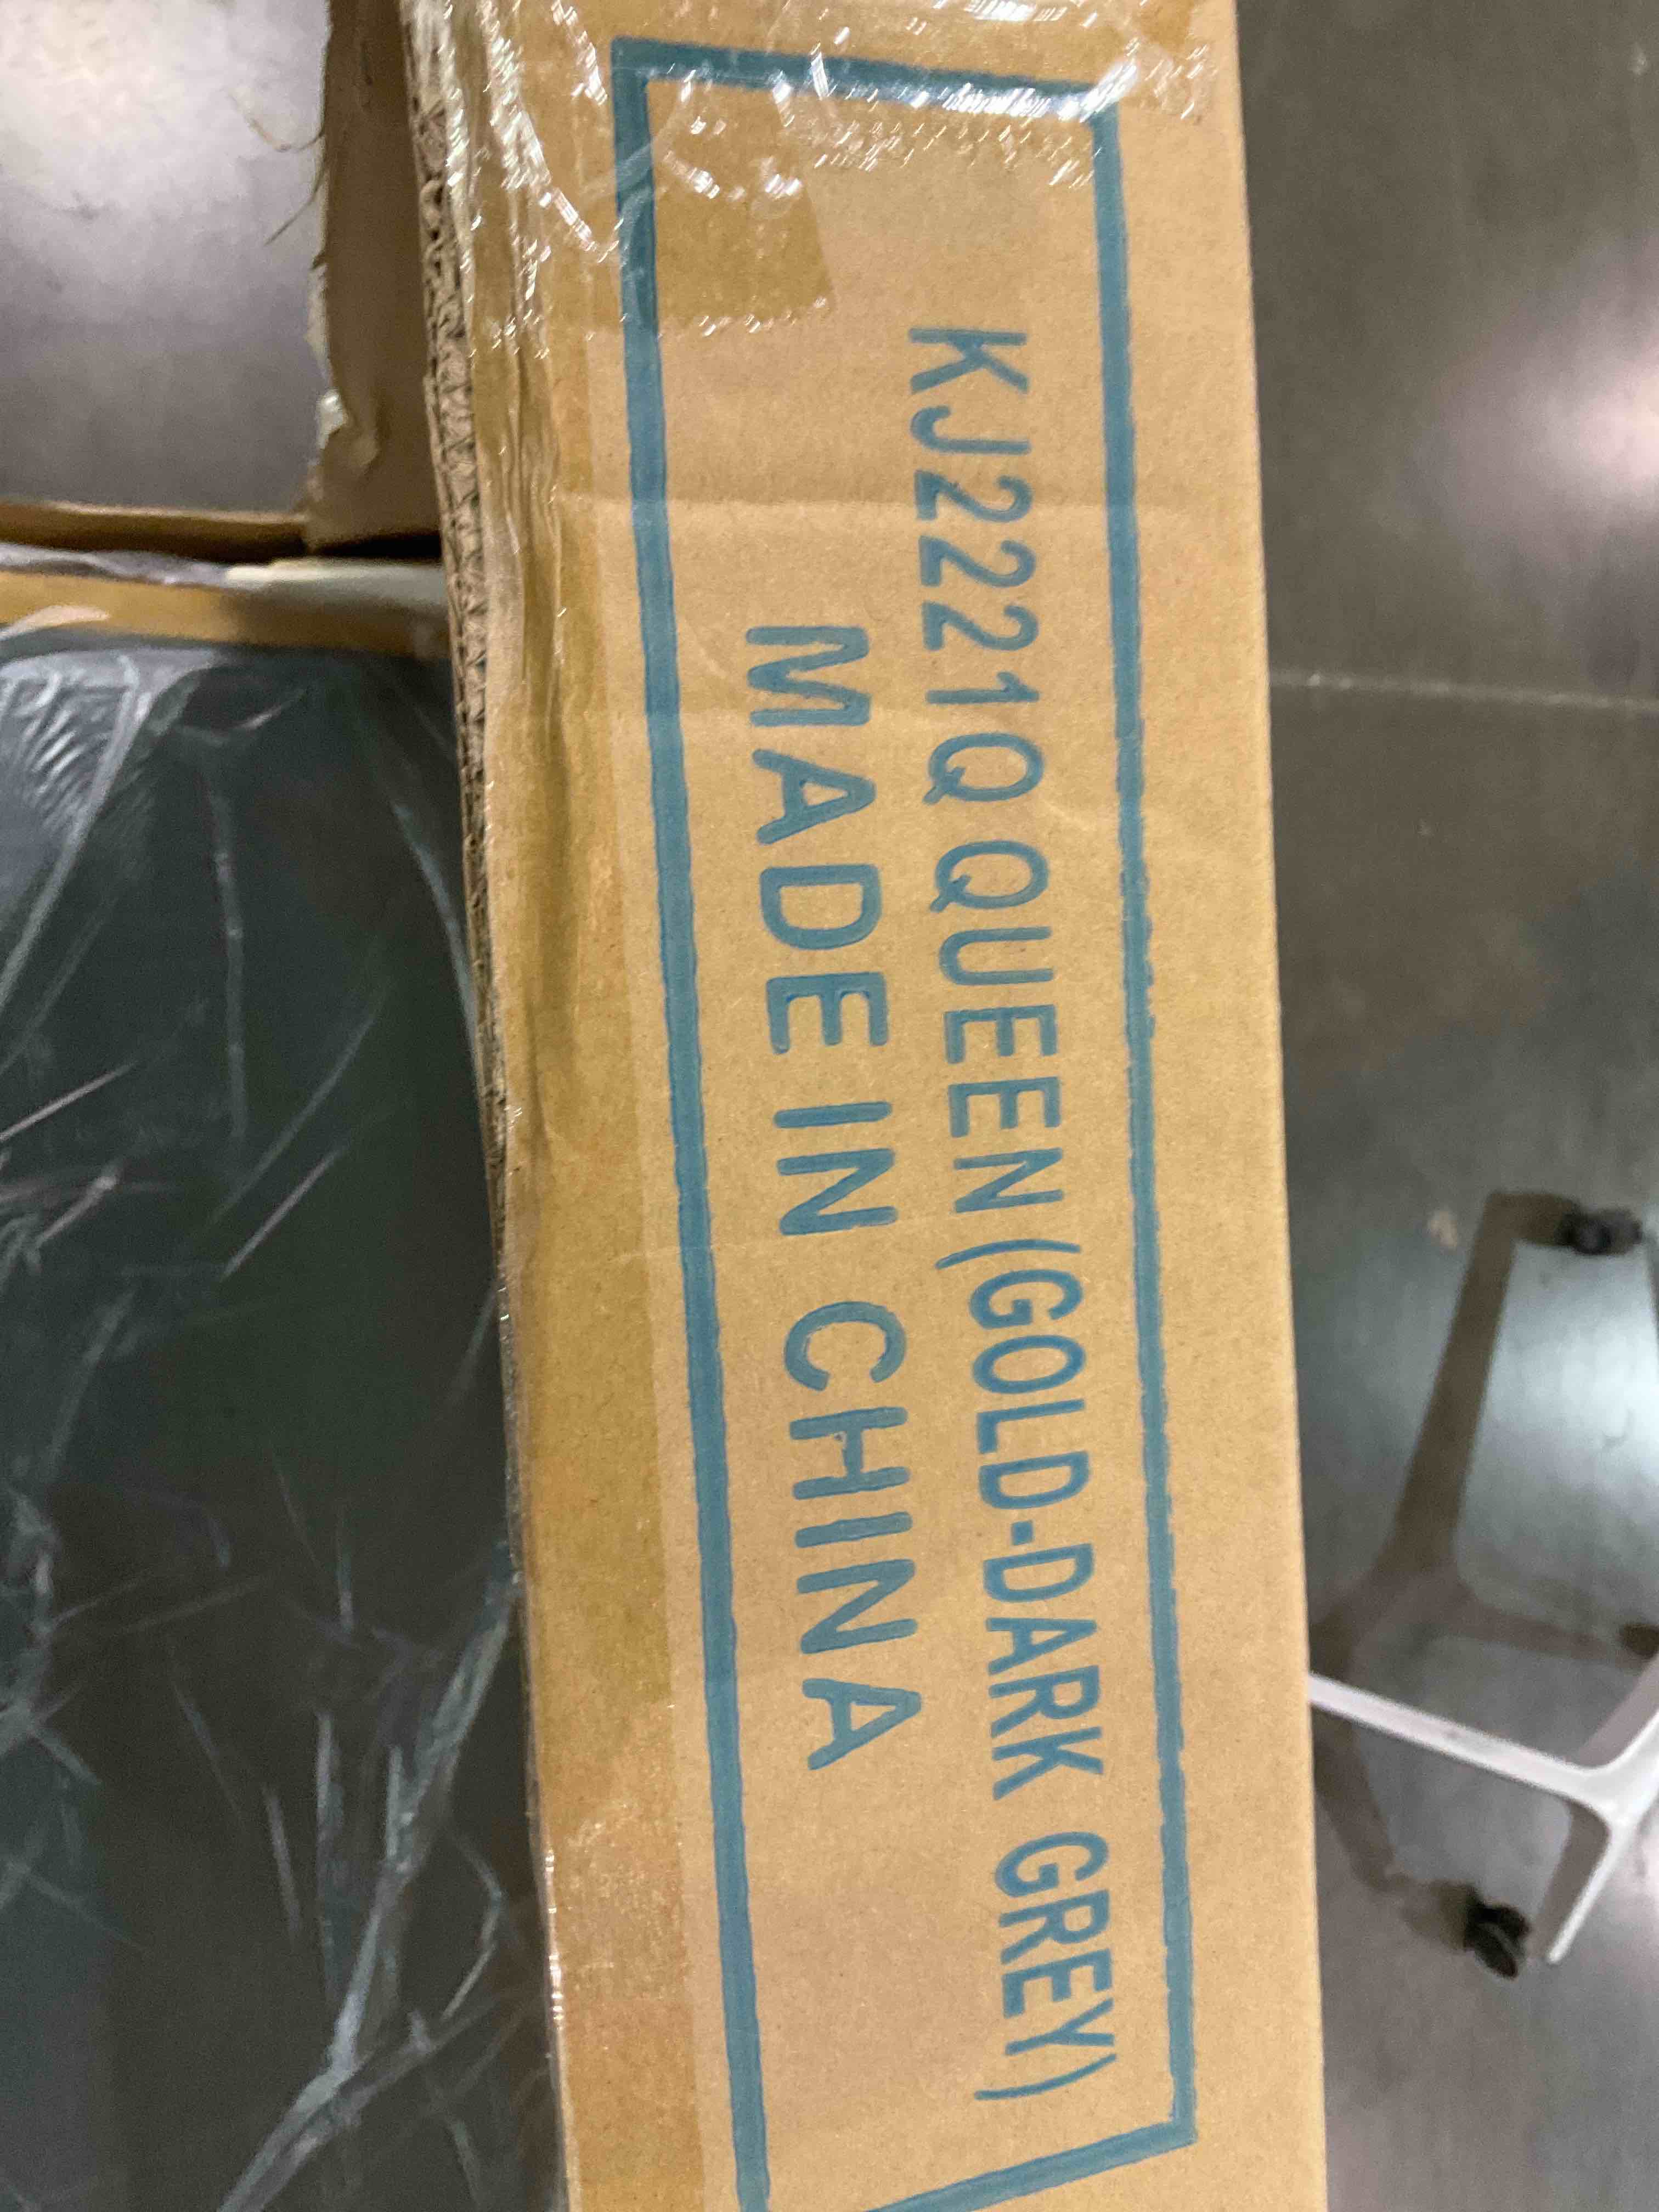 KJ2221Q QUEEN(GOLD-DARK GREY)
MADE IN CHINA